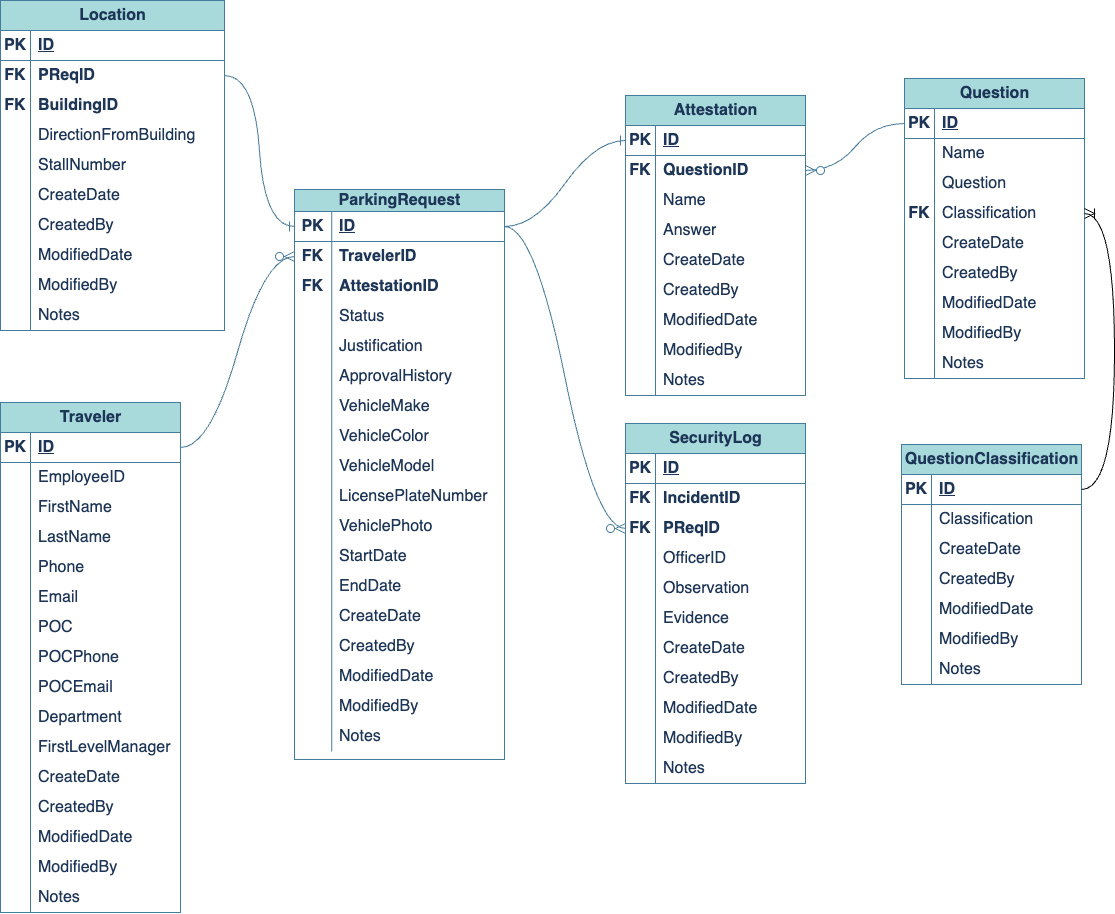 Location
PK ID
FK PReqID
FK BuildingID
DirectionFromBuilding
StallNumber
CreateDate
CreatedBy
ModifiedDate
ModifiedBy
Notes
Traveler
PK ID
EmployeeID
FirstName
LastName
Phone
Email
POC
POCPhone
POCEmail
Department
FirstLevelManager
CreateDate
CreatedBy
ModifiedDate
ModifiedBy
Notes
ParkingRequest
PK ID
FK TravelerID
FK AttestationID
Status
Justification
ApprovalHistory
VehicleMake
VehicleColor
VehicleModel
LicensePlateNumber
VehiclePhoto
StartDate
EndDate
CreateDate
CreatedBy
ModifiedDate
ModifiedBy
Notes
Attestation
PK ID
FK QuestionID
Name
Answer
CreateDate
CreatedBy
ModifiedDate
ModifiedBy
Notes
SecurityLog
PK ID
FK IncidentID
FK PReqID
OfficerID
Observation
Evidence
CreateDate
CreatedBy
ModifiedDate
ModifiedBy
Notes
Question
PK ID
Name
Question
FK Classification
CreateDate
CreatedBy
ModifiedDate
ModifiedBy
Notes
QuestionClassification
PK ID
Classification
CreateDate
CreatedBy
ModifiedDate
ModifiedBy
Notes